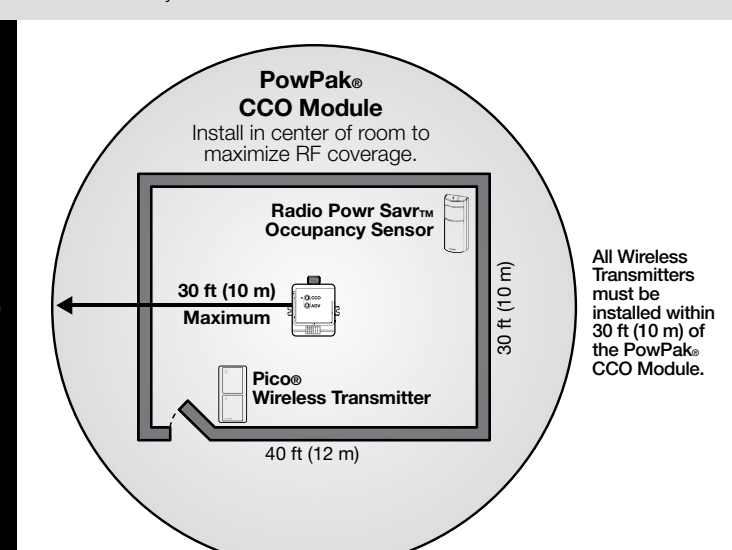 PowPak®
CCO Module
Install in center of room to
maximize RF coverage.
Radio Powr Savr™
Occupancy Sensor
30 ft (10 m)
Maximum
CCO
ADV
30 ft (10 m)
Pico®
Wireless Transmitter
40 ft (12 m)
All Wireless
Transmitters
must be
installed within
30 ft (10 m) of
the PowPak®
CCO Module.